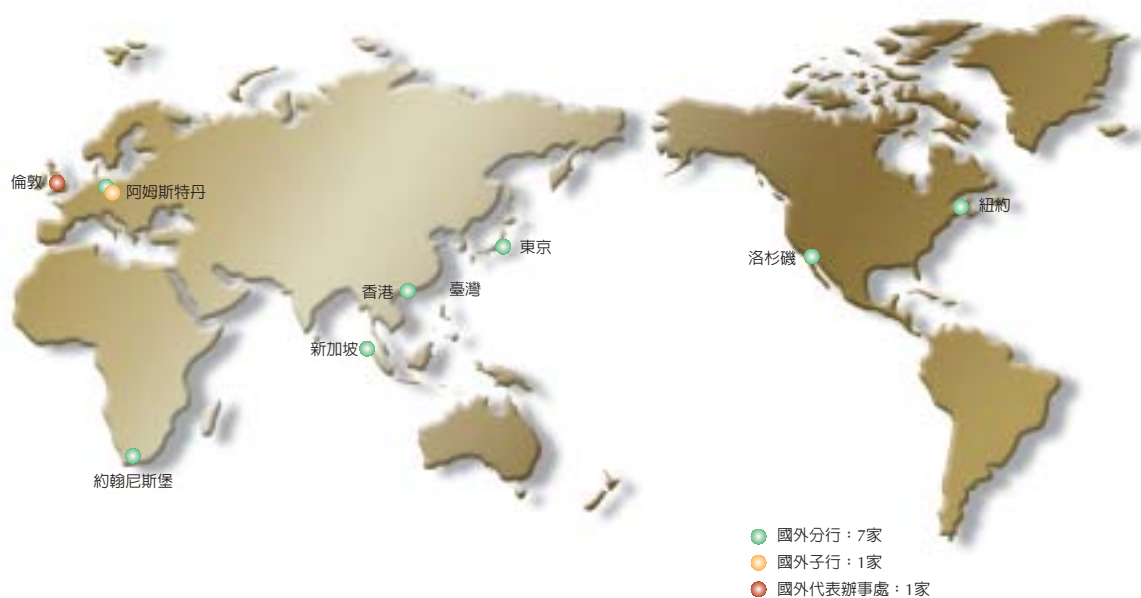 倫敦
阿姆斯特丹
紐約
東京
洛杉磯
香港
臺灣
新加坡
約翰尼斯堡
國外分行：7家
國外子行：1家
國外代表辦事處：1家